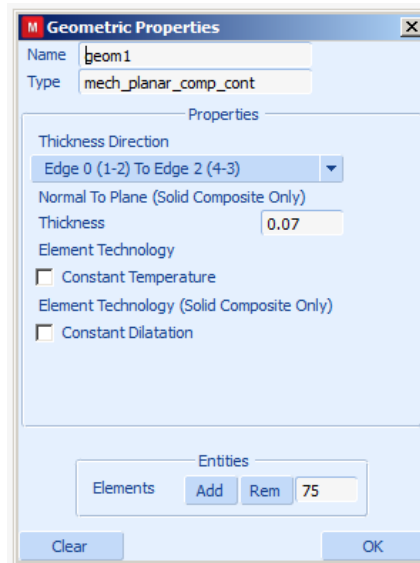 M Geometric Properties X
Name geom1
Type mech_planar_comp_cont
Properties
Thickness Direction
Edge 0 (1-2) To Edge 2 (4-3)
Normal To Plane (Solid Composite Only)
Thickness 0.07
Element Technology
Constant Temperature
Element Technology (Solid Composite Only)
Constant Dilatation
Entities
Elements Add Rem 75
Clear OK